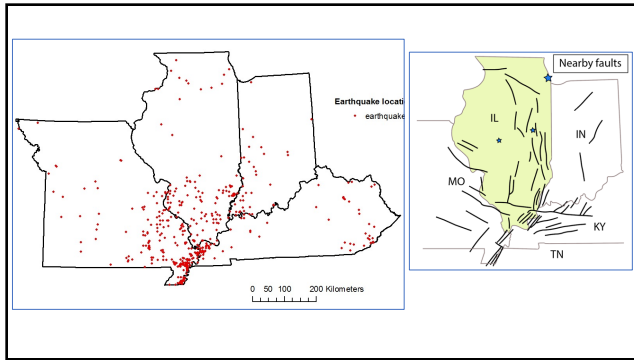 Earthquake locati
earthquake
0 50 100 200 Kilometers
Nearby faults
IL
IN
MO
KY
TN